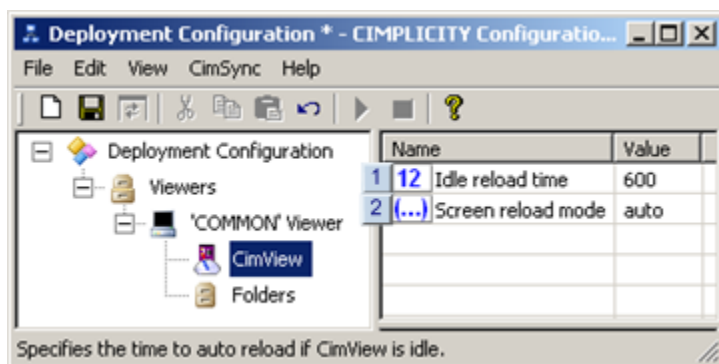 Deployment Configuration * - CIMPLICITY Configuratio...
File Edit View CimSync Help
Deployment Configuration
Viewers
'COMMON' Viewer
CimView
Folders
Name Value
1 12 Idle reload time 600
2 (...) Screen reload mode auto
Specifies the time to auto reload if CimView is idle.